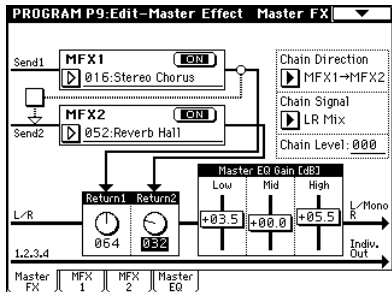 PROGRAM P9:Edit-Master Effect Master FX
Send1
MFX1
ON
016:Stereo Chorus
Chain Direction
MFX1→MFX2
Chain Signal
LR Mix
Chain Level:000
Send2
MFX2
ON
052:Reverb Hall
Master EQ Gain [dB]
Low Mid High
+03.5 +00.0 +05.5
Return1 Return2
064 032
L/R
L/Mono
R
1.2.3.4
Indiv.
Out
Master FX
MFX 1
MFX 2
Master EQ